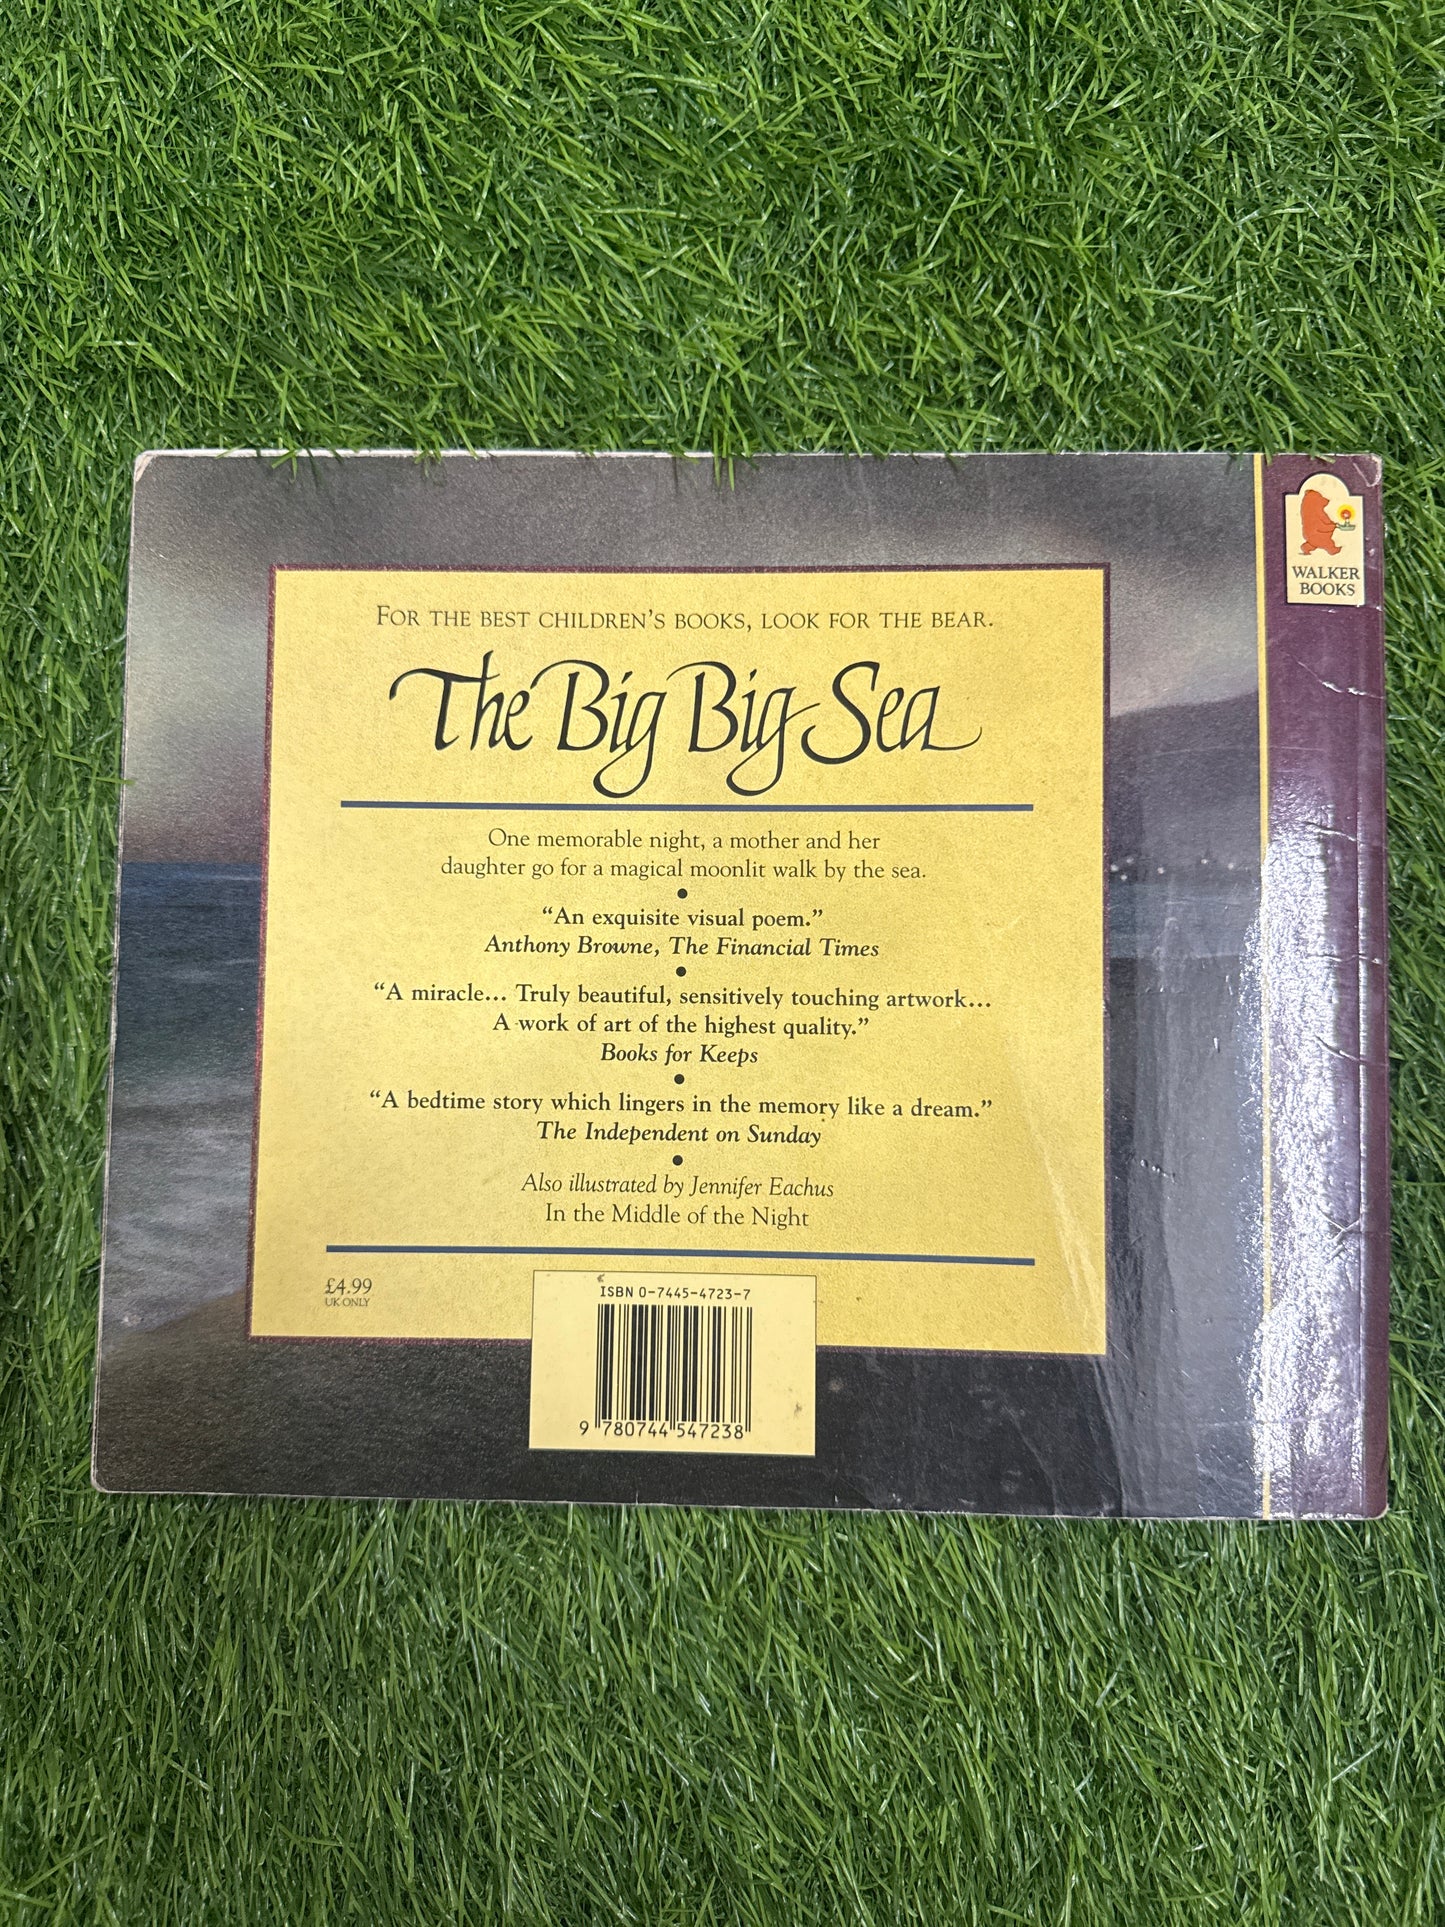 WALKER
BOOKS
FOR THE BEST CHILDREN'S BOOKS, LOOK FOR THE BEAR.
The Big Big Sea
One memorable night, a mother and her
daughter go for a magical moonlit walk by the sea.
•
“An exquisite visual poem.”
Anthony Browne, The Financial Times
•
“A miracle... Truly beautiful, sensitively touching artwork...
A work of art of the highest quality.”
Books for Keeps
•
“A bedtime story which lingers in the memory like a dream.”
The Independent on Sunday
•
Also illustrated by Jennifer Eachus
In the Middle of the Night
£4.99
UK ONLY
ISBN 0-7445-4723-7
9 780744 547238